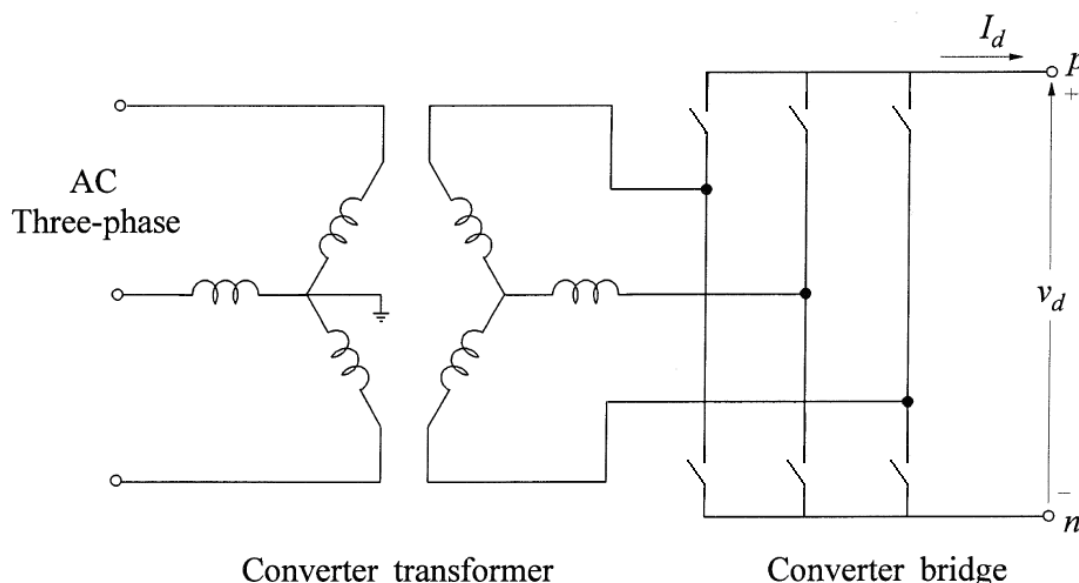 I_d
p
+
AC
Three-phase
v_d
−
n
Converter transformer
Converter bridge